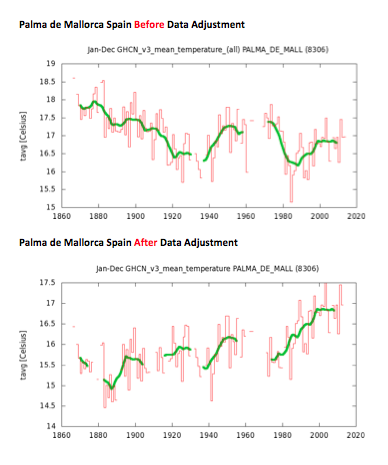 Palma de Mallorca Spain Before Data Adjustment
Jan-Dec GHCN_v3_mean_temperature_(all) PALMA_DE_MALL (8306)
19
18.5
18
17.5
17
16.5
16
15.5
15
tavg [Celsius]
1860 1880 1900 1920 1940 1960 1980 2000 2020
Palma de Mallorca Spain After Data Adjustment
Jan-Dec GHCN_v3_mean_temperature PALMA_DE_MALL (8306)
17.5
17
16.5
16
15.5
15
14.5
14
tavg [Celsius]
1860 1880 1900 1920 1940 1960 1980 2000 2020